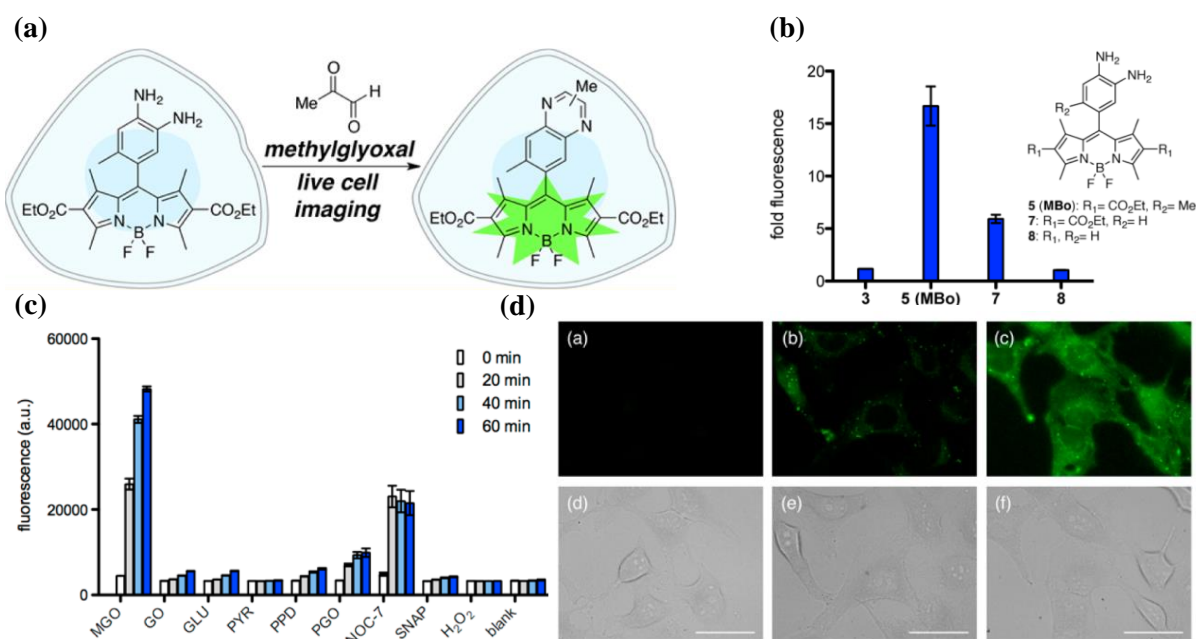 (a)
NH₂
NH₂
EtO₂C
CO₂Et
N
N
B
F
F
O
Me
H
O
methylglyoxal
live cell
imaging
Me
N
N
EtO₂C
CO₂Et
N
N
B
F
F
(b)
fold fluorescence
20
15
10
5
0
3
5 (MBo)
7
8
NH₂
NH₂
R₂
R₁
R₁
N
N
B
F
F
5 (MBo): R₁= CO₂Et, R₂= Me
7: R₁= CO₂Et, R₂= H
8: R₁, R₂= H
(c)
fluorescence (a.u.)
60000
40000
20000
0
0 min
20 min
40 min
60 min
MGO
GO
GLU
PYR
PPD
PGO
NOC-7
SNAP
H₂O₂
blank
(d)
(a)
(b)
(c)
(d)
(e)
(f)